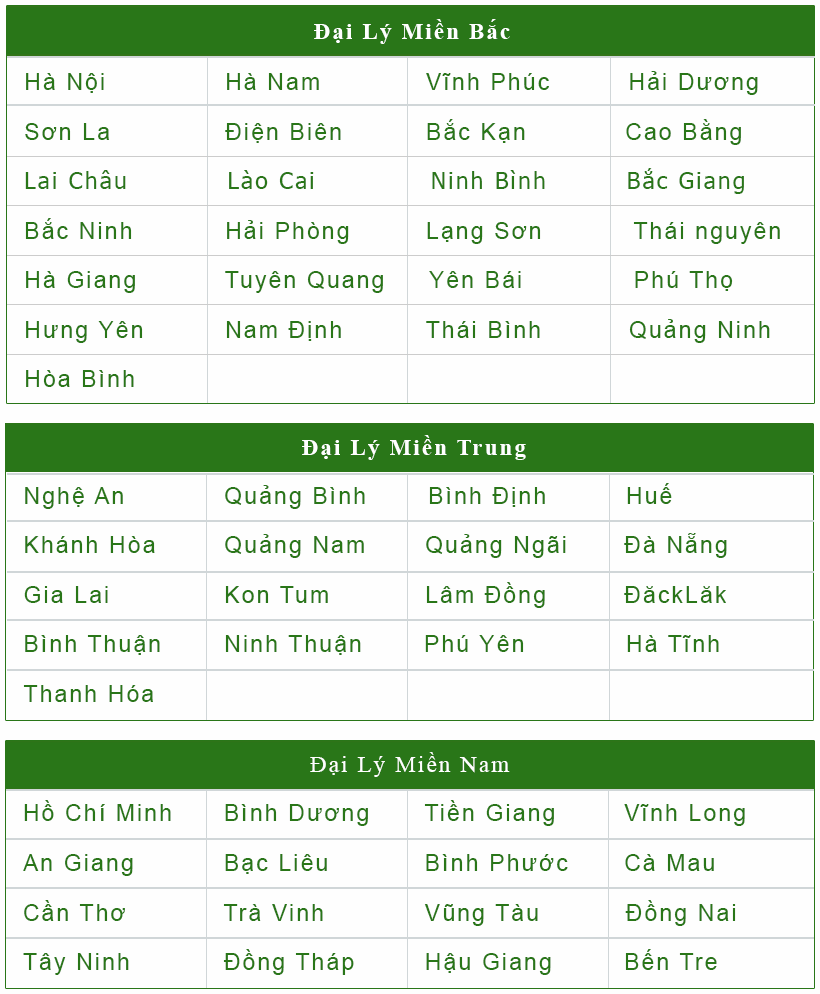 Đại Lý Miền Bắc
Hà Nội Hà Nam Vĩnh Phúc Hải Dương
Sơn La Điện Biên Bắc Kạn Cao Bằng
Lai Châu Lào Cai Ninh Bình Bắc Giang
Bắc Ninh Hải Phòng Lạng Sơn Thái nguyên
Hà Giang Tuyên Quang Yên Bái Phú Thọ
Hưng Yên Nam Định Thái Bình Quảng Ninh
Hòa Bình
Đại Lý Miền Trung
Nghệ An Quảng Bình Bình Định Huế
Khánh Hòa Quảng Nam Quảng Ngãi Đà Nẵng
Gia Lai Kon Tum Lâm Đồng ĐăckLăk
Bình Thuận Ninh Thuận Phú Yên Hà Tĩnh
Thanh Hóa
Đại Lý Miền Nam
Hồ Chí Minh Bình Dương Tiền Giang Vĩnh Long
An Giang Bạc Liêu Bình Phước Cà Mau
Cần Thơ Trà Vinh Vũng Tàu Đồng Nai
Tây Ninh Đồng Tháp Hậu Giang Bến Tre